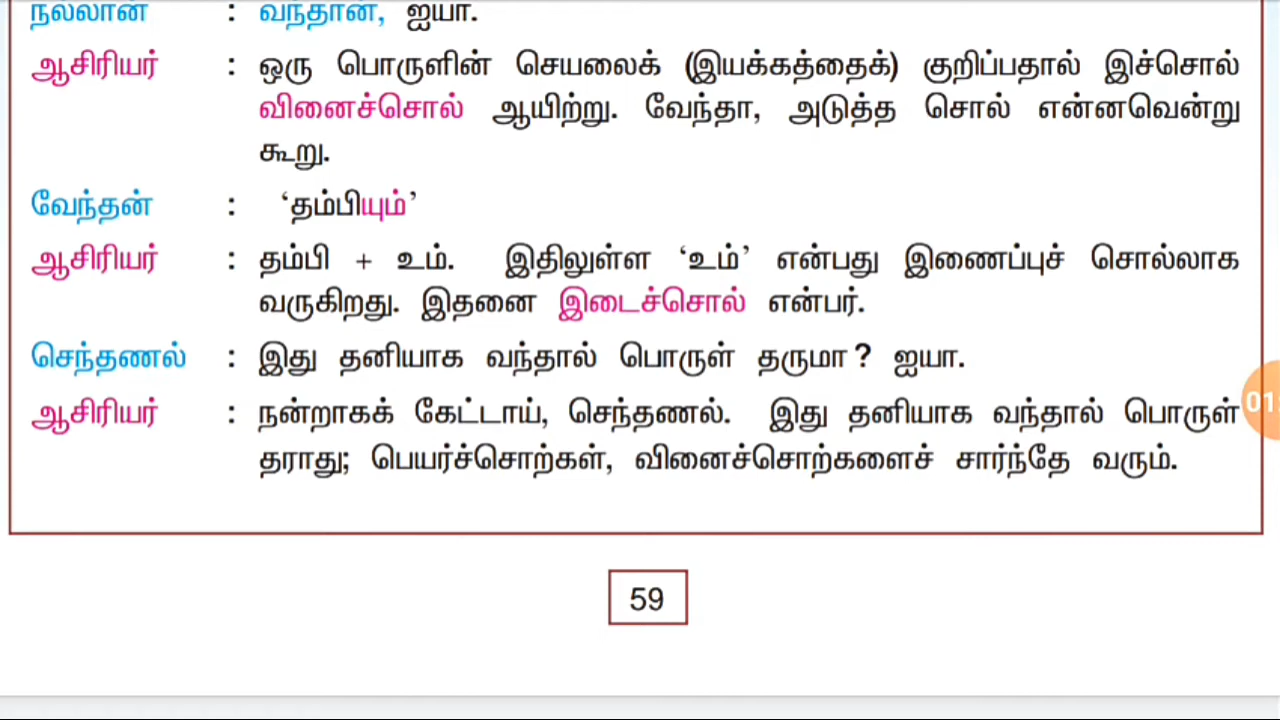 நல்லான் : வந்தான், ஐயா.
ஆசிரியர் : ஒரு பொருளின் செயலைக் (இயக்கத்தைக்) குறிப்பதால் இச்சொல்
வினைச்சொல் ஆயிற்று. வேந்தா, அடுத்த சொல் என்னவென்று
கூறு.
வேந்தன் : ‘தம்பியும்’
ஆசிரியர் : தம்பி + உம். இதிலுள்ள ‘உம்’ என்பது இணைப்புச் சொல்லாக
வருகிறது. இதனை இடைச்சொல் என்பர்.
செந்தணல் : இது தனியாக வந்தால் பொருள் தருமா? ஐயா.
ஆசிரியர் : நன்றாகக் கேட்டாய், செந்தணல். இது தனியாக வந்தால் பொருள்
தராது; பெயர்ச்சொற்கள், வினைச்சொற்களைச் சார்ந்தே வரும்.
01
59